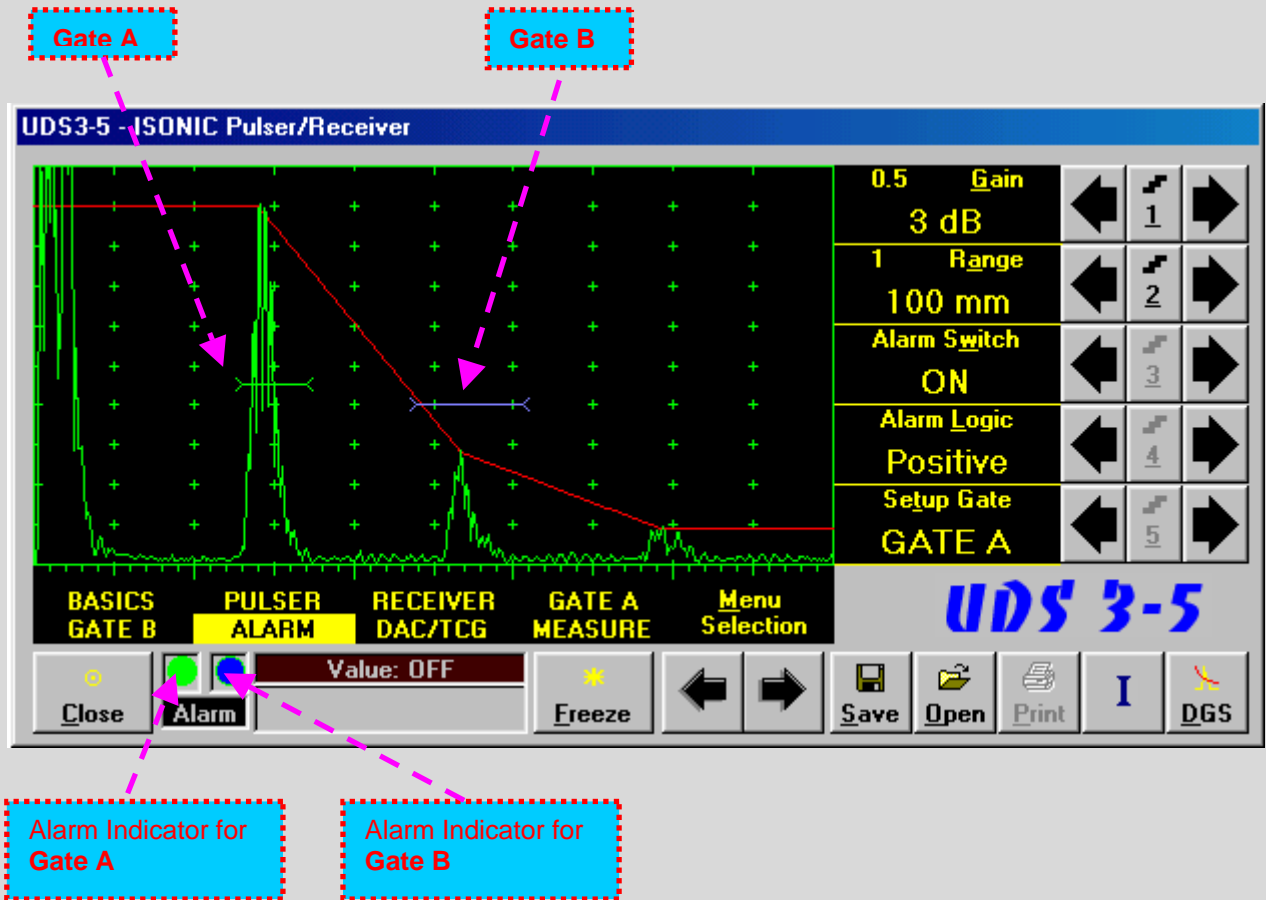 Gate A
Gate B
UDS3-5 - ISONIC Pulser/Receiver
0.5 Gain
3 dB
1
1 Range
100 mm
2
Alarm Switch
ON
3
Alarm Logic
Positive
4
Setup Gate
GATE A
5
BASICS PULSER RECEIVER GATE A Menu
GATE B ALARM DAC/TCG MEASURE Selection
UDS 3-5
Value: OFF
Close Alarm Freeze Save Open Print I DGS
Alarm Indicator for
Gate A
Alarm Indicator for
Gate B